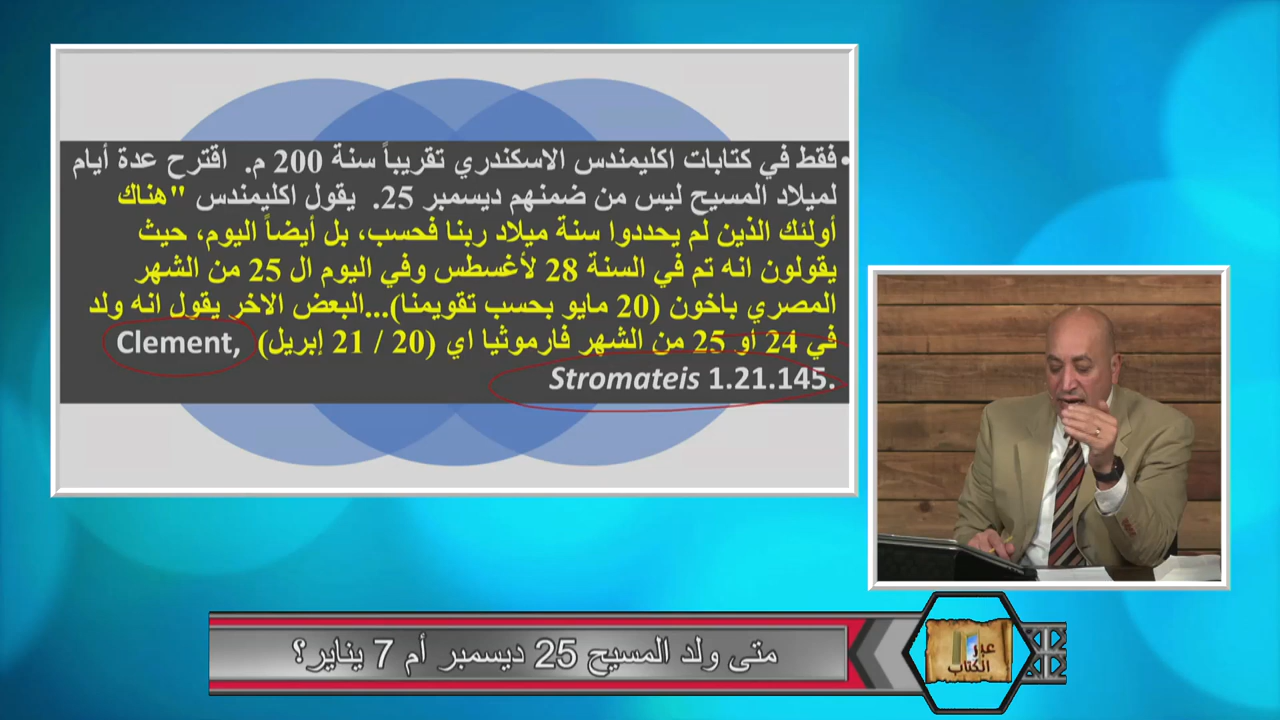 •فقط في كتابات اكليمندس الاسكندري تقريباً سنة 200 م. اقترح عدة أيام
لميلاد المسيح ليس من ضمنهم ديسمبر 25. يقول اكليمندس "هناك
أولئك الذين لم يحددوا سنة ميلاد ربنا فحسب، بل أيضاً اليوم، حيث
يقولون انه تم في السنة 28 لأغسطس وفي اليوم ال 25 من الشهر
المصري باخون (20 مايو بحسب تقويمنا)...البعض الاخر يقول انه ولد
في 24 أو 25 من الشهر فارموثيا اي (20 / 21 إبريل) Clement,
Stromateis 1.21.145.
متى ولد المسيح 25 ديسمبر أم 7 يناير؟
عبر
الكتاب